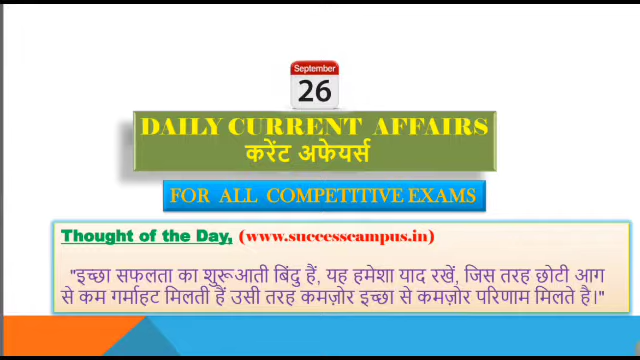 September
26
DAILY CURRENT AFFAIRS
करेंट अफेयर्स
FOR ALL COMPETITIVE EXAMS
Thought of the Day, (www.successcampus.in)
"इच्छा सफलता का शुरूआती बिंदु हैं, यह हमेशा याद रखें, जिस तरह छोटी आग
से कम गर्माहट मिलती हैं उसी तरह कमज़ोर इच्छा से कमज़ोर परिणाम मिलते है।"